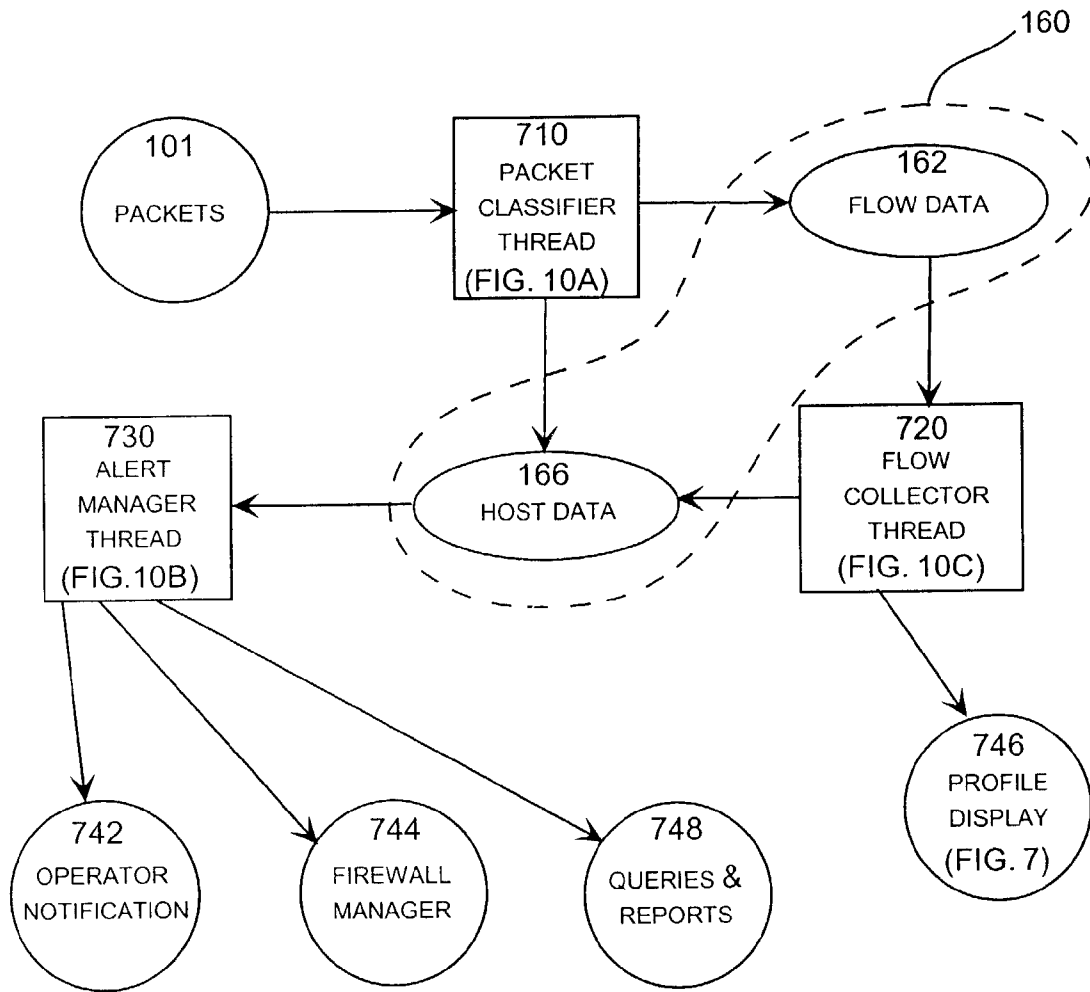 160
101
PACKETS
710
PACKET
CLASSIFIER
THREAD
(FIG. 10A)
162
FLOW DATA
730
ALERT
MANAGER
THREAD
(FIG.10B)
166
HOST DATA
720
FLOW
COLLECTOR
THREAD
(FIG. 10C)
746
PROFILE
DISPLAY
(FIG. 7)
742
OPERATOR
NOTIFICATION
744
FIREWALL
MANAGER
748
QUERIES &
REPORTS